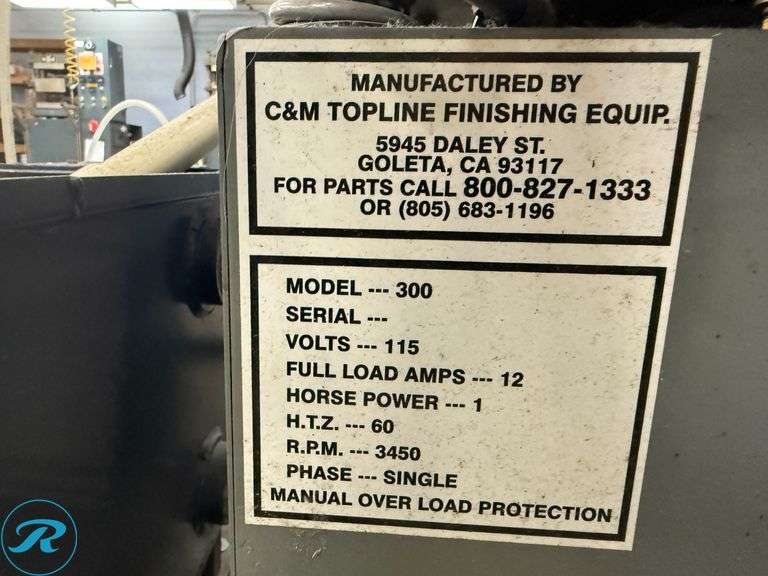 MANUFACTURED BY
C&M TOPLINE FINISHING EQUIP.
5945 DALEY ST.
GOLETA, CA 93117
FOR PARTS CALL 800-827-1333
OR (805) 683-1196
MODEL --- 300
SERIAL ---
VOLTS --- 115
FULL LOAD AMPS --- 12
HORSE POWER --- 1
H.T.Z. --- 60
R.P.M. --- 3450
PHASE --- SINGLE
MANUAL OVER LOAD PROTECTION
R